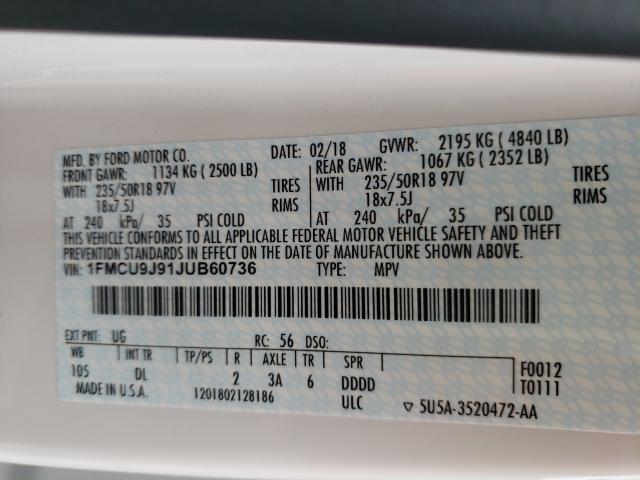 MFD. BY FORD MOTOR CO. DATE: 02/18 GVWR: 2195 KG ( 4840 LB)
FRONT GAWR: 1134 KG ( 2500 LB) REAR GAWR: 1067 KG ( 2352 LB)
WITH 235/50R18 97V TIRES WITH 235/50R18 97V TIRES
18x7.5J RIMS 18x7.5J RIMS
AT 240 kPa/ 35 PSI COLD AT 240 kPa/ 35 PSI COLD
THIS VEHICLE CONFORMS TO ALL APPLICABLE FEDERAL MOTOR VEHICLE SAFETY AND THEFT
PREVENTION STANDARDS IN EFFECT ON THE DATE OF MANUFACTURE SHOWN ABOVE.
VIN: 1FMCU9J91JUB60736 TYPE: MPV
EXT PNT: UG RC: 56 DSO:
WB INT TR TP/PS R AXLE TR SPR
105 DL 2 3A 6 DDDD F0012
T0111
MADE IN U.S.A. 1201802128186 ULC ▽ 5U5A-3520472-AA